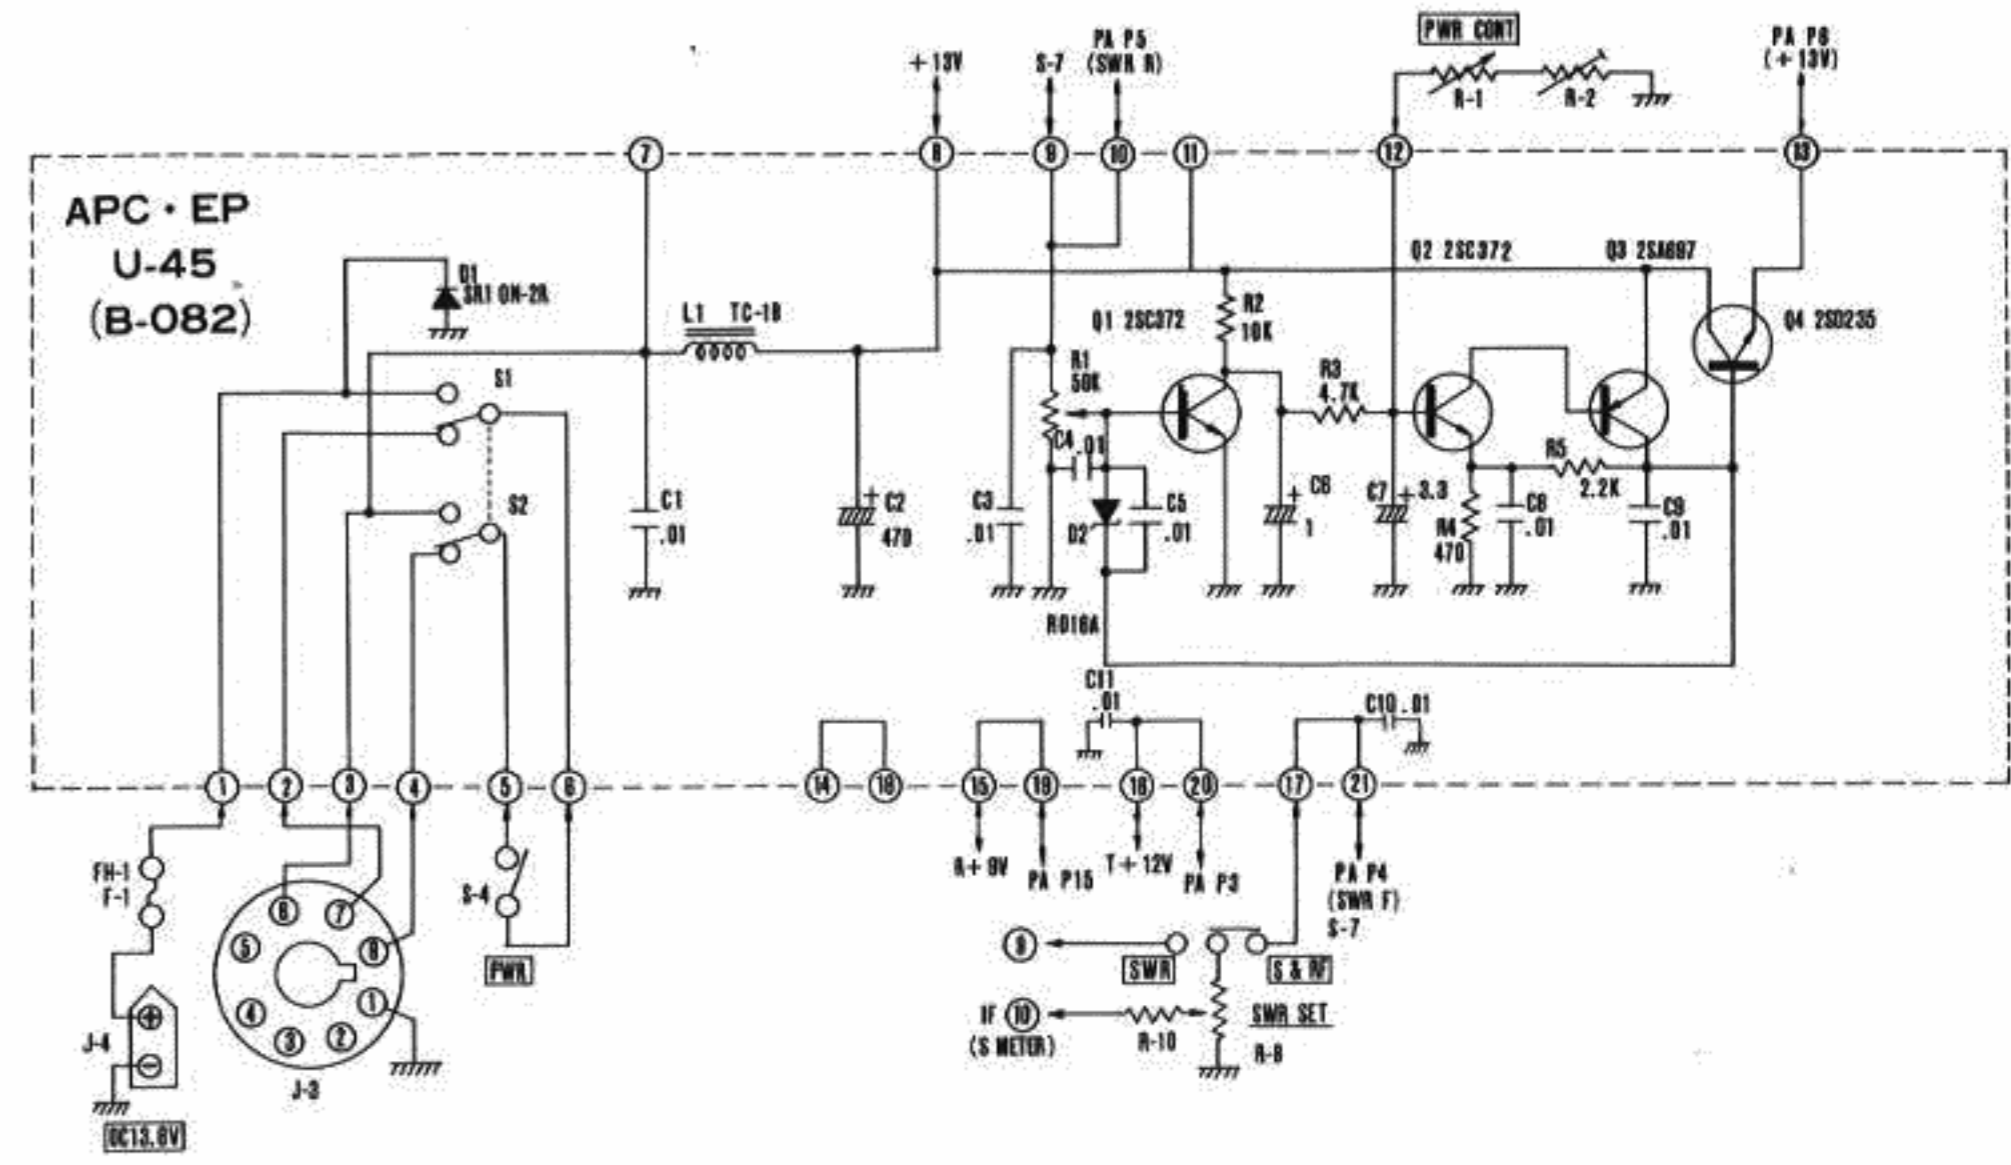 PWR CONT
PA P5
(SWR R)
PA P6
(+13V)
+13V
S-7
R-1
R-2
7
8
9
10
11
12
13
APC・EP
U-45
(B-082)
D1
SR1 ON-2R
L1 TC-1B
Q1 2SC372
R2
10K
Q2 2SC372
Q3 2SA697
Q4 2SD235
R1
50K
R3
4.7K
S1
S2
C4
.01
R5
2.2K
C1
.01
C2
470
C3
.01
D2
C5
.01
C6
1
C7
3.3
R4
470
C8
.01
C9
.01
RD16A
C11
.01
C10 .01
1
2
3
4
5
6
14
18
15
19
16
20
17
21
FH-1
F-1
S-4
PWR
R+9V
PA P15
T+12V
PA P3
PA P4
(SWR F)
S-7
6
7
5
8
4
3
2
1
J-3
J-4
DC13.8V
9
SWR
S & RF
IF 10
(S METER)
R-10
SWR SET
R-8